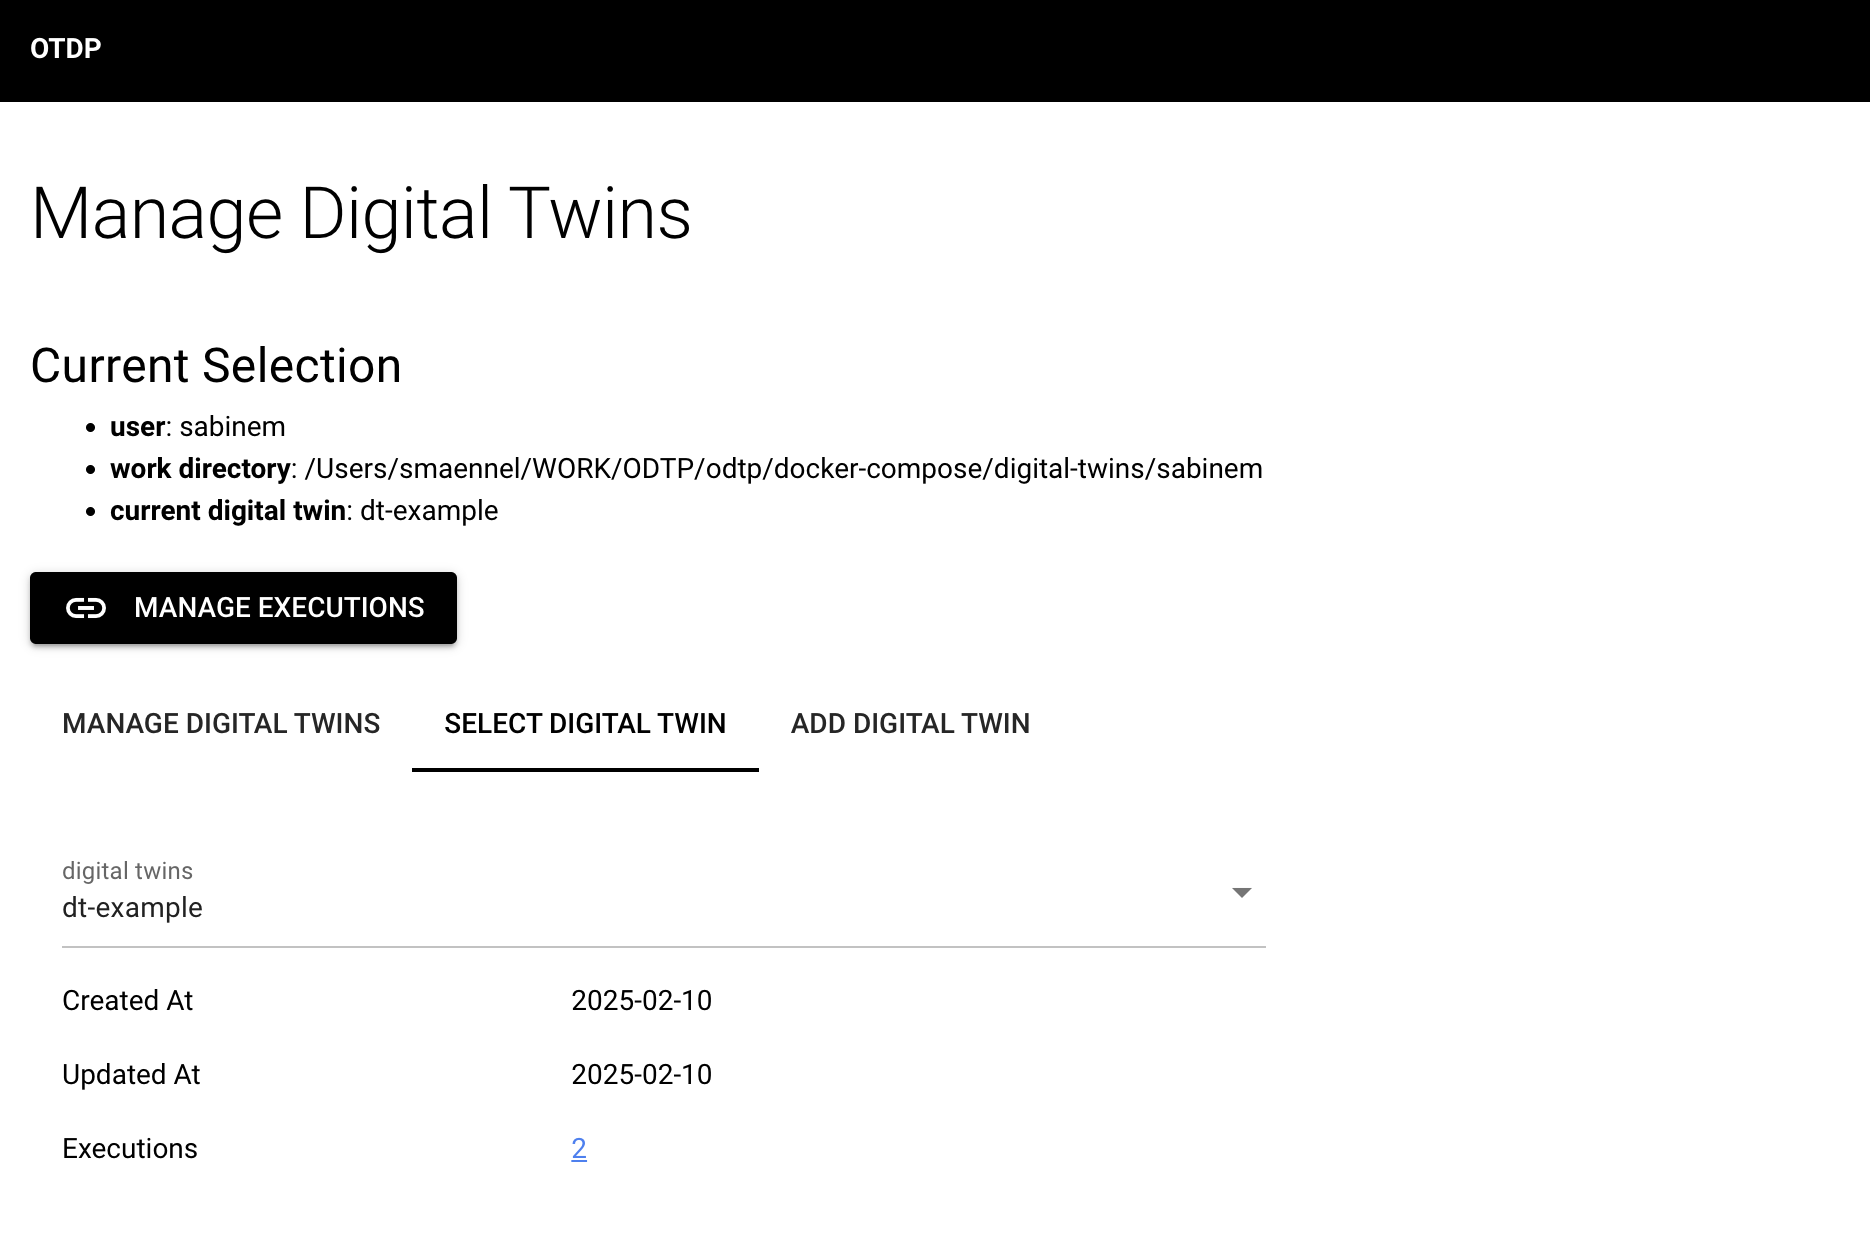 OTDP
Manage Digital Twins
Current Selection
• user: sabinem
• work directory: /Users/smaennel/WORK/ODTP/odtp/docker-compose/digital-twins/sabinem
• current digital twin: dt-example
MANAGE EXECUTIONS
MANAGE DIGITAL TWINS SELECT DIGITAL TWIN ADD DIGITAL TWIN
digital twins
dt-example
Created At 2025-02-10
Updated At 2025-02-10
Executions 2